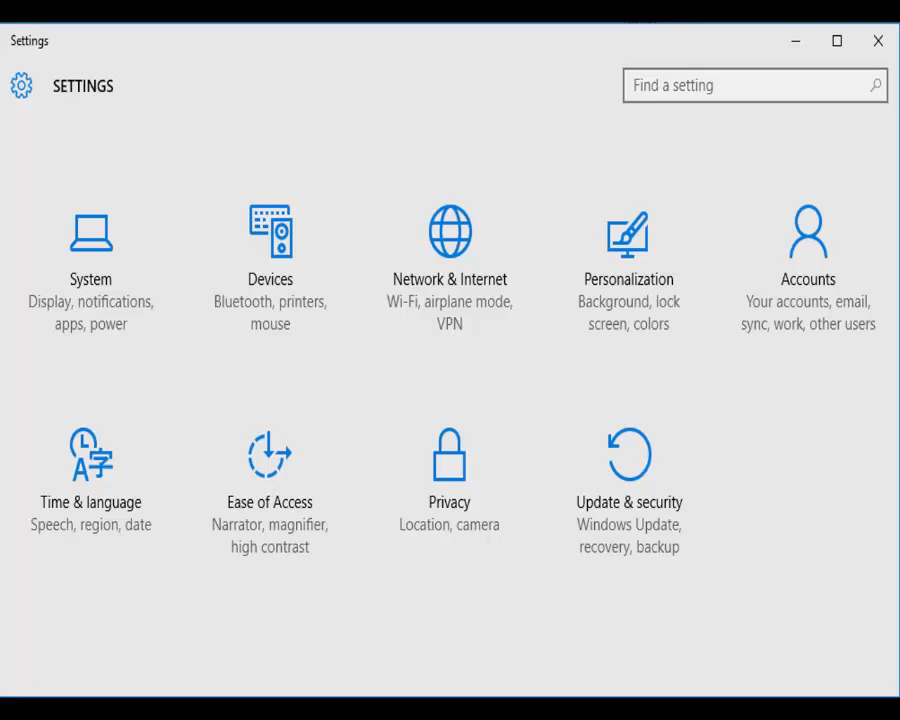 Settings
SETTINGS
Find a setting
System
Display, notifications,
apps, power
Devices
Bluetooth, printers,
mouse
Network & Internet
Wi-Fi, airplane mode,
VPN
Personalization
Background, lock
screen, colors
Accounts
Your accounts, email,
sync, work, other users
Time & language
Speech, region, date
Ease of Access
Narrator, magnifier,
high contrast
Privacy
Location, camera
Update & security
Windows Update,
recovery, backup